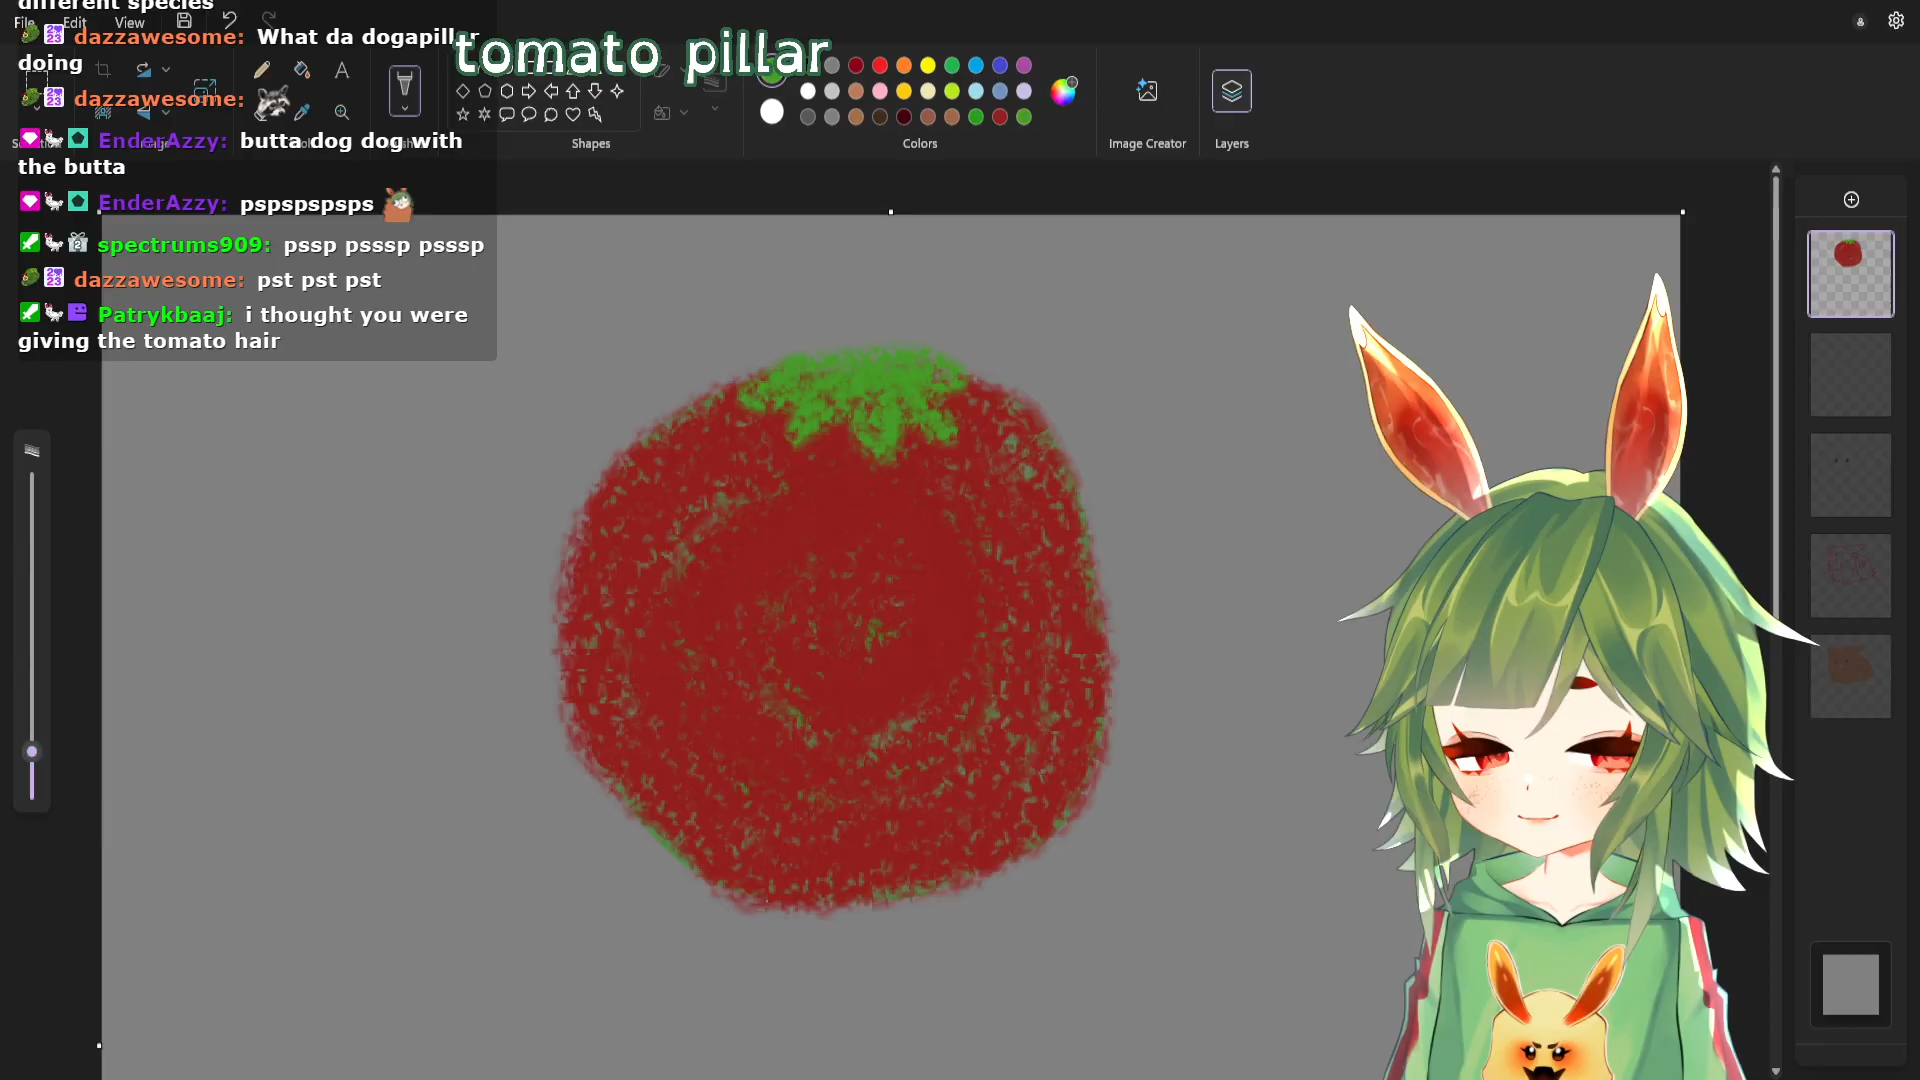 different species
File Edit View
dazzawesome: What da dogapillar
doing
dazzawesome:
EnderAzzy: butta dog dog with
the butta
EnderAzzy: pspspspsps
spectrums909: pssp psssp psssp
dazzawesome: pst pst pst
Patrykbaaj: i thought you were
giving the tomato hair
tomato pillar
Shapes
Colors
Image Creator
Layers